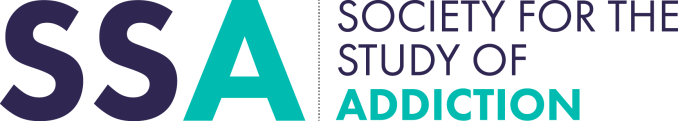 SSA
SOCIETY FOR THE
STUDY OF
ADDICTION